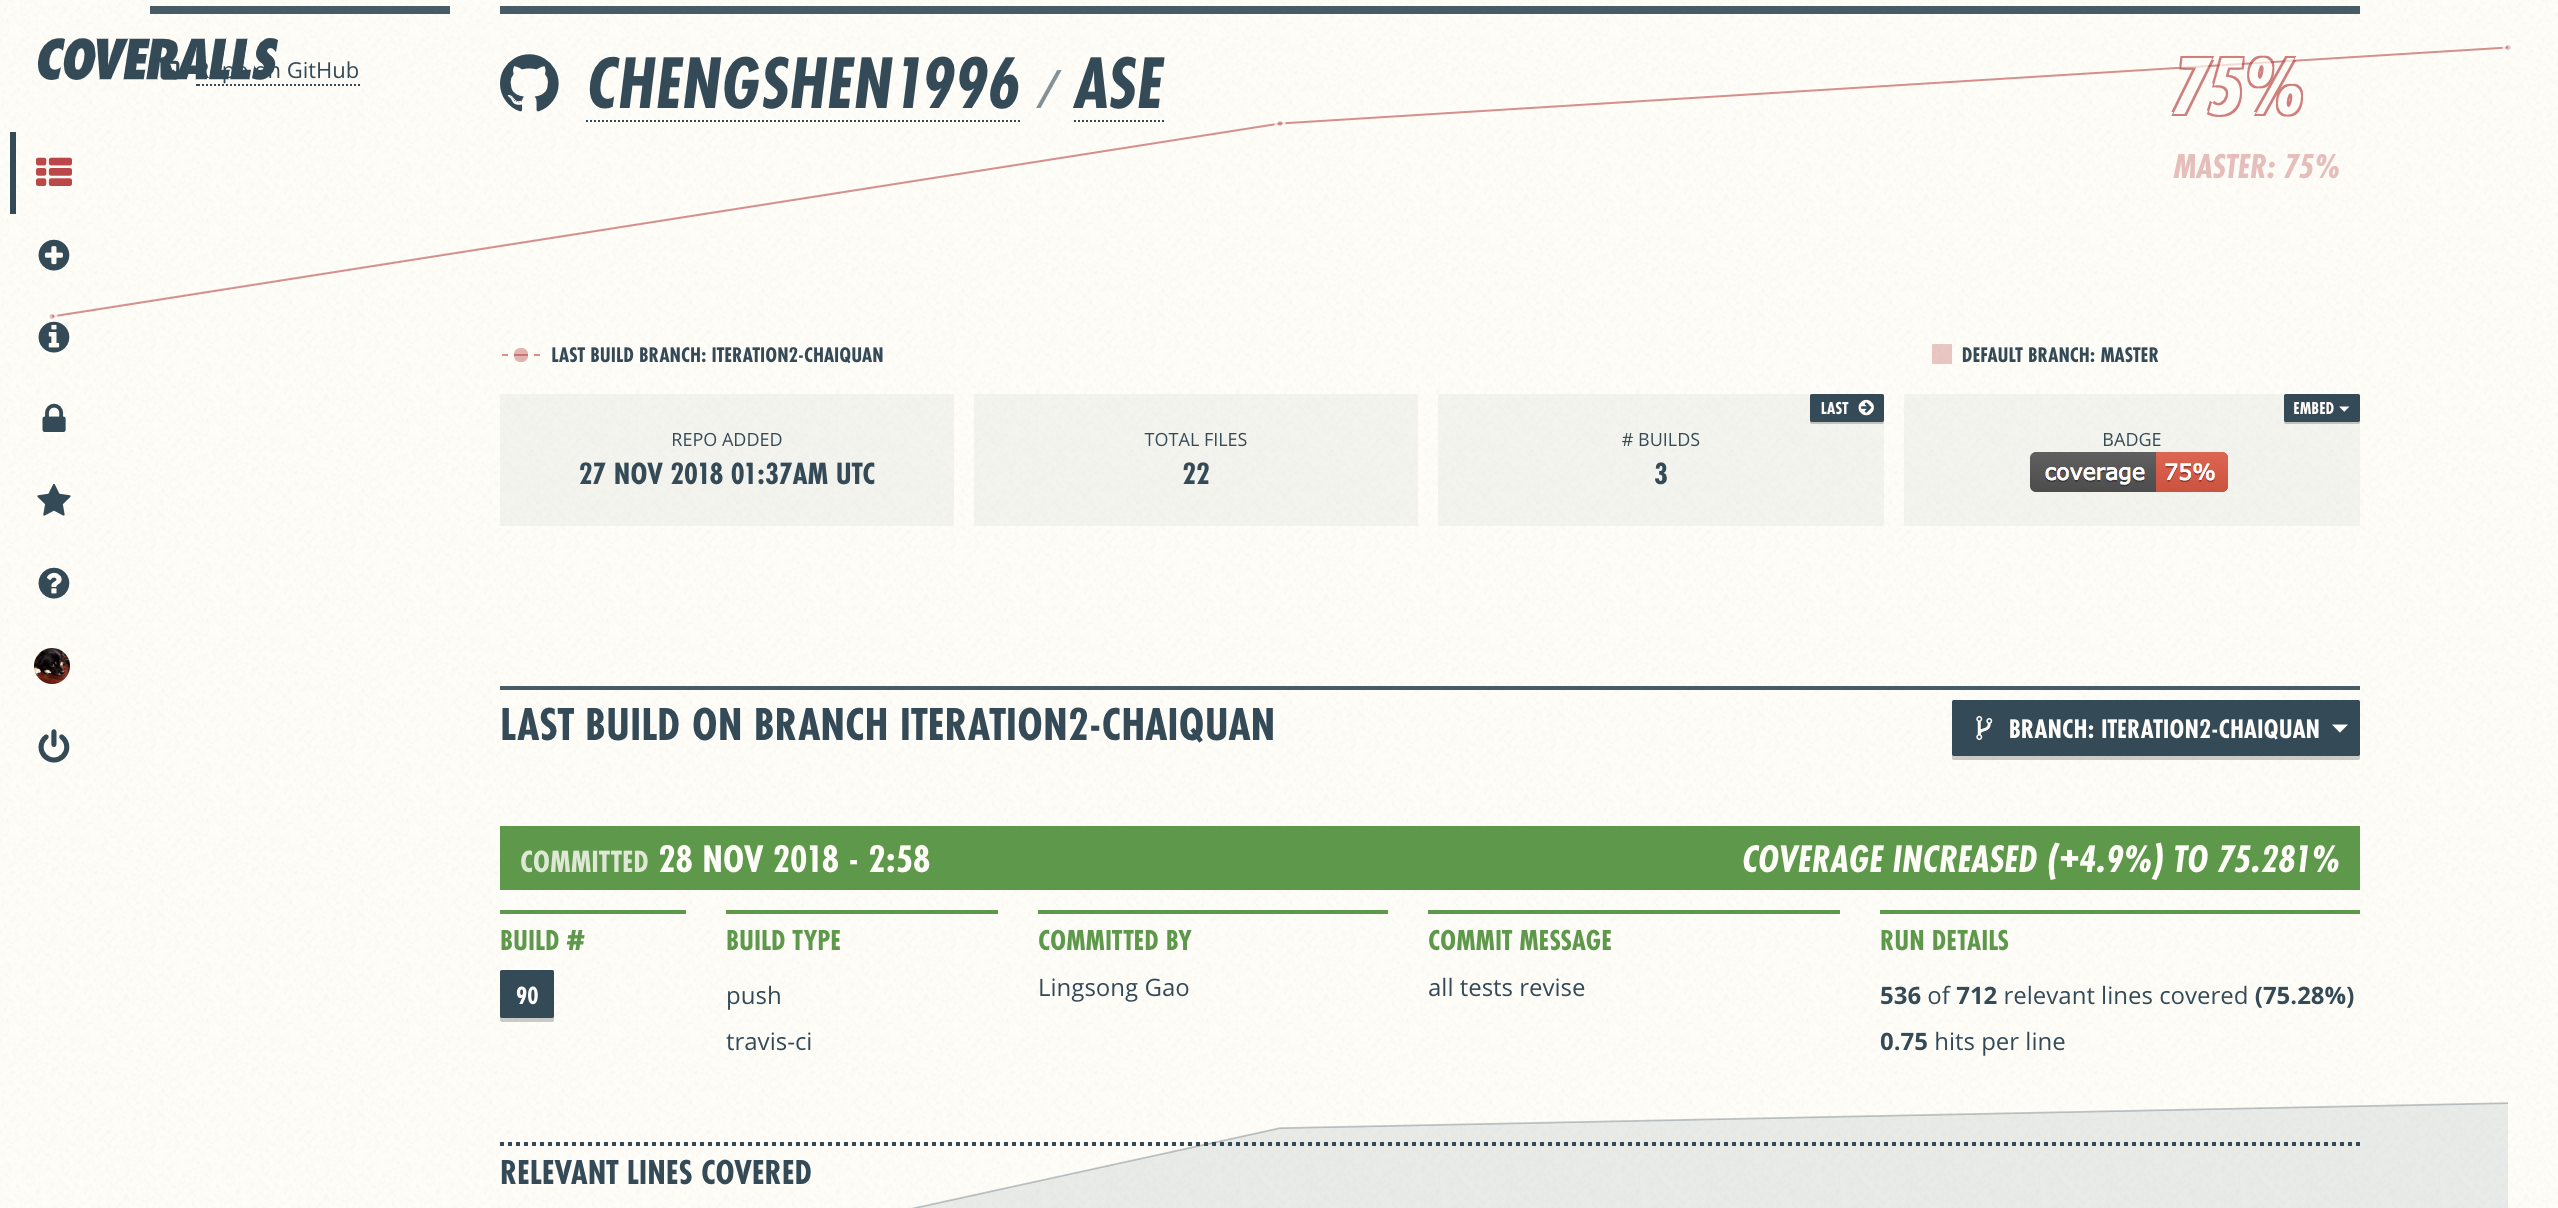 COVERALLS
Repo on GitHub
CHENGSHEN1996 / ASE
75%
MASTER: 75%
LAST BUILD BRANCH: ITERATION2-CHAIQUAN
DEFAULT BRANCH: MASTER
LAST
EMBED
REPO ADDED
27 NOV 2018 01:37AM UTC
TOTAL FILES
22
# BUILDS
3
BADGE
coverage 75%
LAST BUILD ON BRANCH ITERATION2-CHAIQUAN
BRANCH: ITERATION2-CHAIQUAN
COMMITTED 28 NOV 2018 - 2:58
COVERAGE INCREASED (+4.9%) TO 75.281%
BUILD #
90
BUILD TYPE
push
travis-ci
COMMITTED BY
Lingsong Gao
COMMIT MESSAGE
all tests revise
RUN DETAILS
536 of 712 relevant lines covered (75.28%)
0.75 hits per line
RELEVANT LINES COVERED